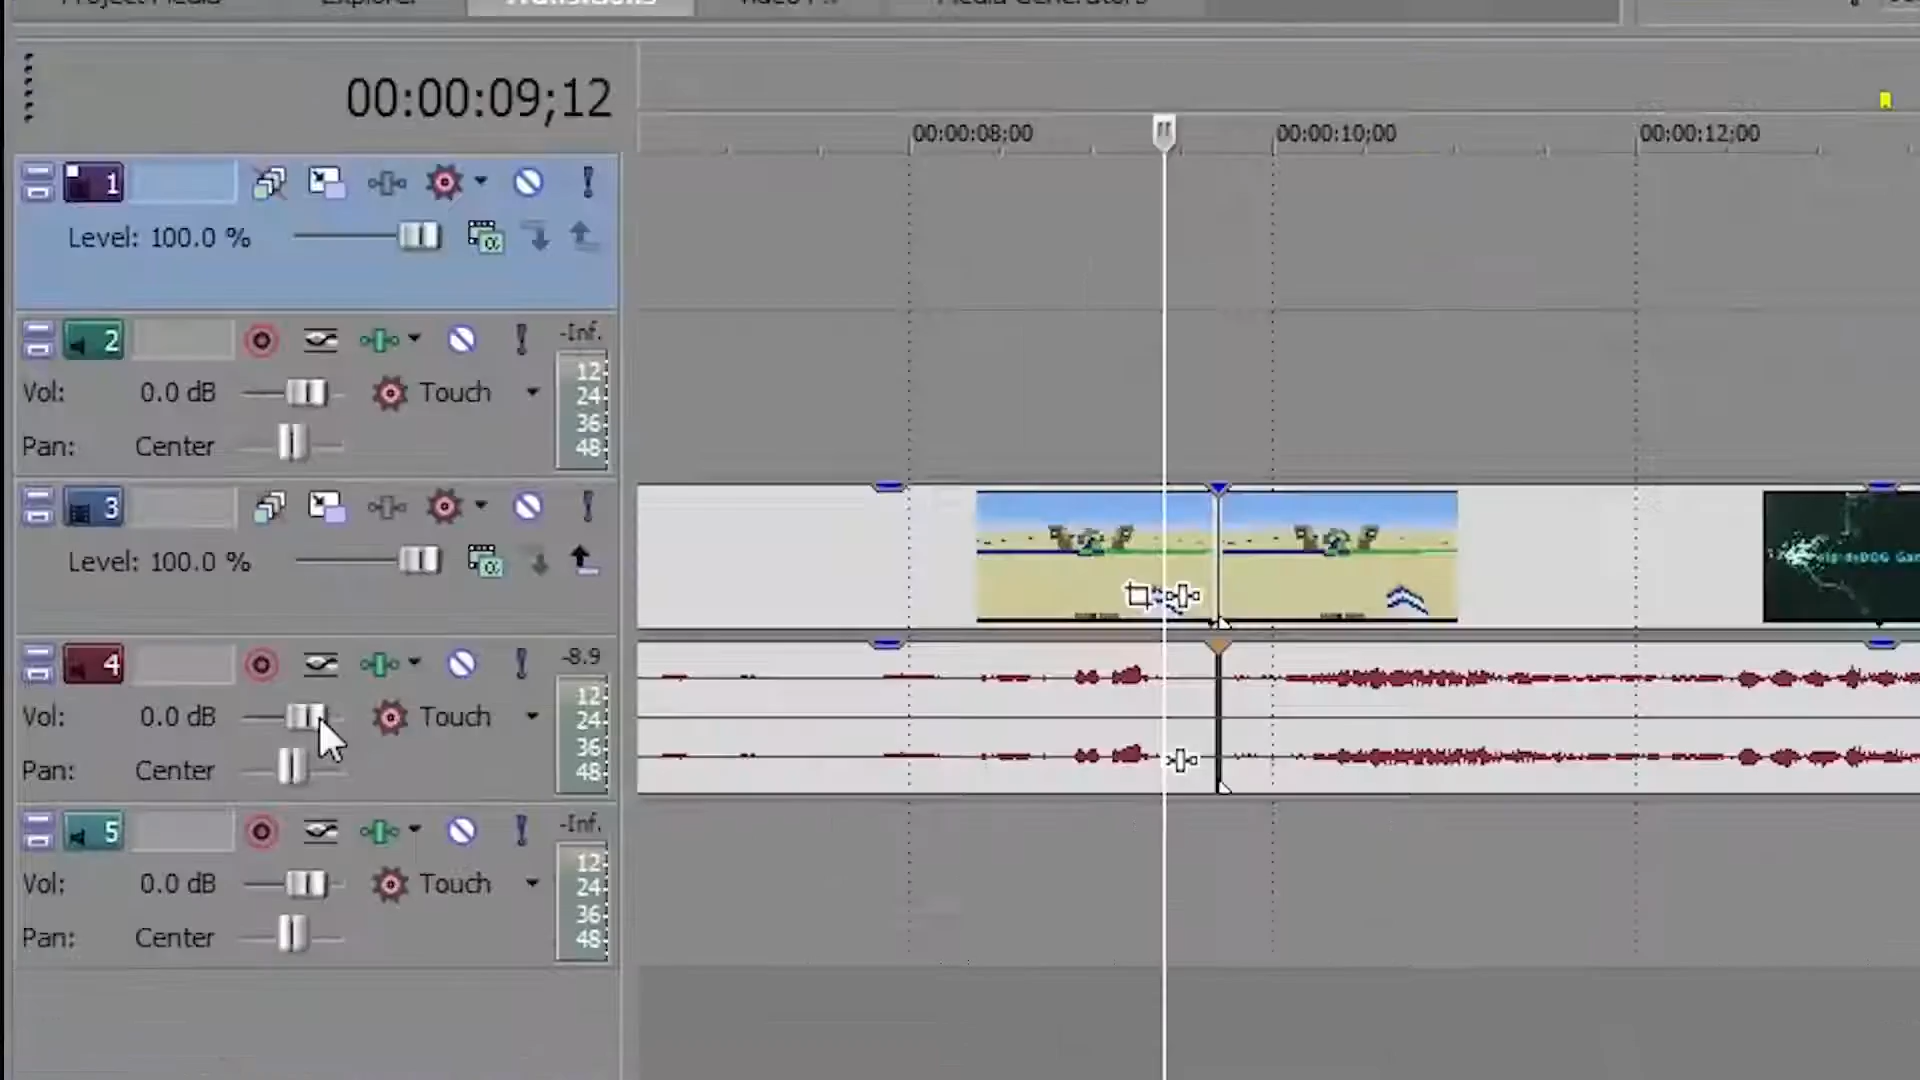 Project Media Explorer Transitions Video F... Media Generators
00:00:09;12
00:00:08;00 00:00:10;00 00:00:12;00
1
Level: 100.0 %
2 -Inf.
Vol: 0.0 dB Touch
12
24
36
48
Pan: Center
3
Level: 100.0 %
4 -8.9
Vol: 0.0 dB Touch
12
24
36
48
Pan: Center
5 -Inf.
Vol: 0.0 dB Touch
12
24
36
48
Pan: Center